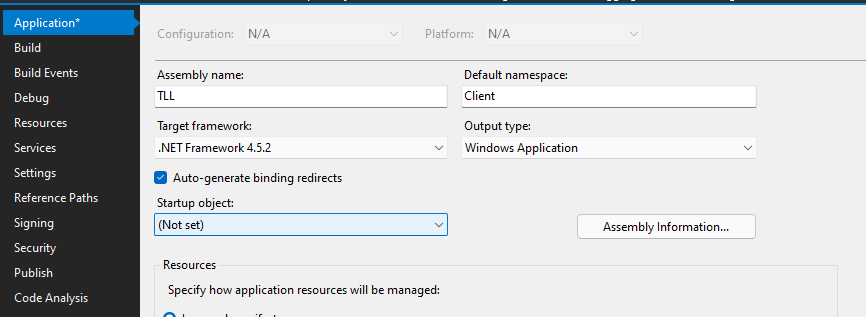 Application*
Build
Build Events
Debug
Resources
Services
Settings
Reference Paths
Signing
Security
Publish
Code Analysis
Configuration: N/A Platform: N/A
Assembly name: Default namespace:
TLL Client
Target framework: Output type:
.NET Framework 4.5.2 Windows Application
Auto-generate binding redirects
Startup object:
(Not set) Assembly Information...
Resources
Specify how application resources will be managed: